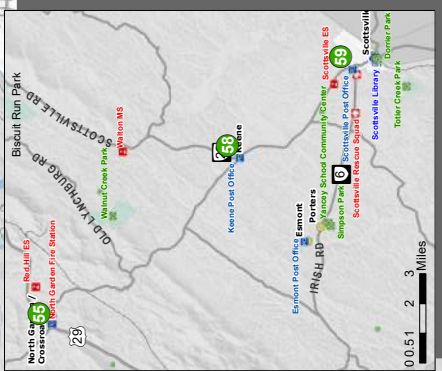 Biscuit Run Park
SCOTTSVILLE RD
OLD LYNCHBURG RD
Walton MS
Walnut Creek Park
Red Hill ES
North Garden Fire Station
55
29
58
Keene
Keene Post Office
Scottsville ES
59
Scottsville
Dorrier Park
Scottsville Post Office
Scottsville Library
Totier Creek Park
Yancey School Community Center
6
Scottsville Rescue Squad
Simpson Park
Porters
Esmont
Esmont Post Office
IRISH RD
0 0.5 1 2 3
Miles